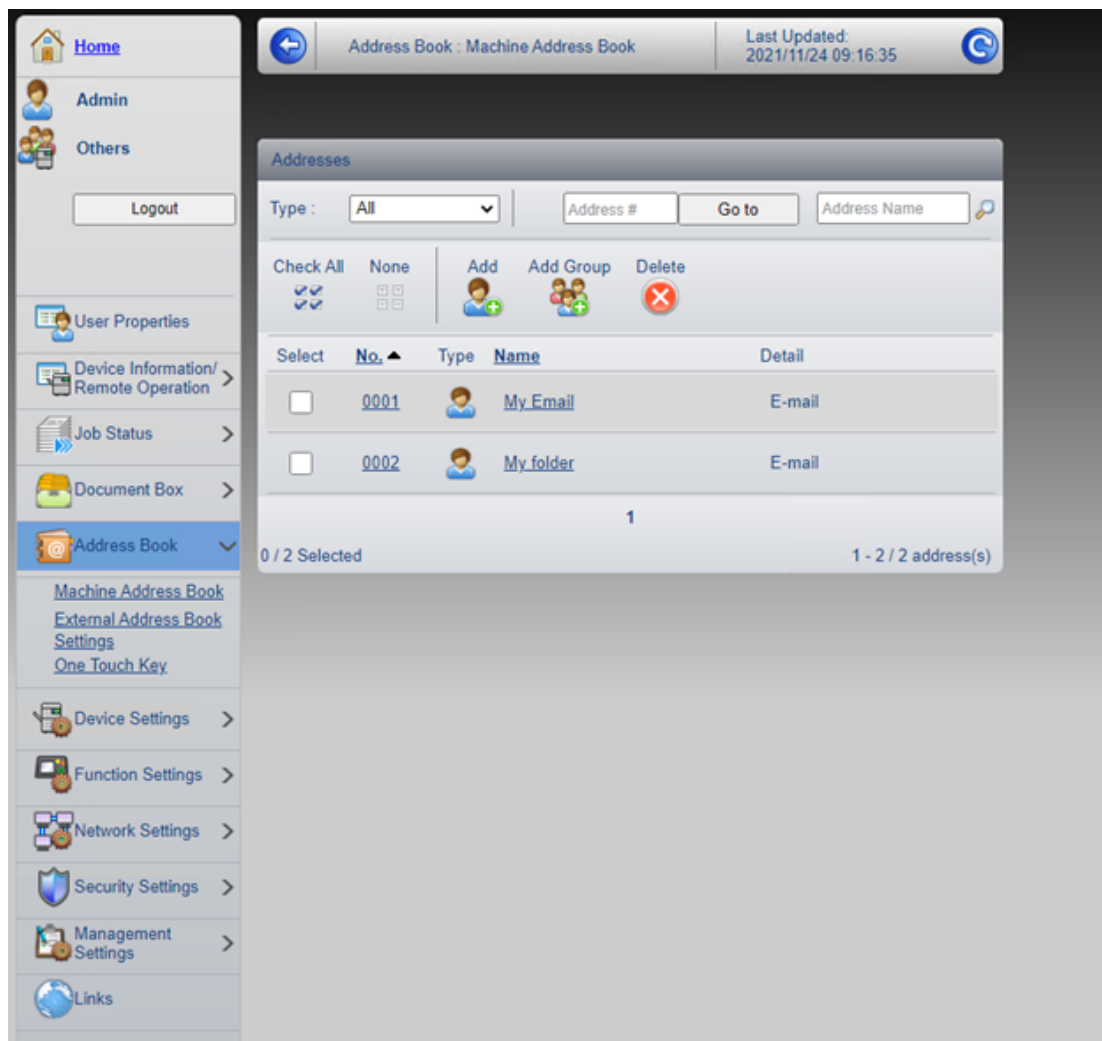 Home
Admin
Others
Logout
User Properties
Device Information/
Remote Operation
Job Status
Document Box
Address Book
Machine Address Book
External Address Book
Settings
One Touch Key
Device Settings
Function Settings
Network Settings
Security Settings
Management
Settings
Links
Address Book : Machine Address Book
Last Updated:
2021/11/24 09:16:35
Addresses
Type : All Address # Go to Address Name
Check All None Add Add Group Delete
Select No. Type Name Detail
0001 My Email E-mail
0002 My folder E-mail
1
0 / 2 Selected 1 - 2 / 2 address(s)